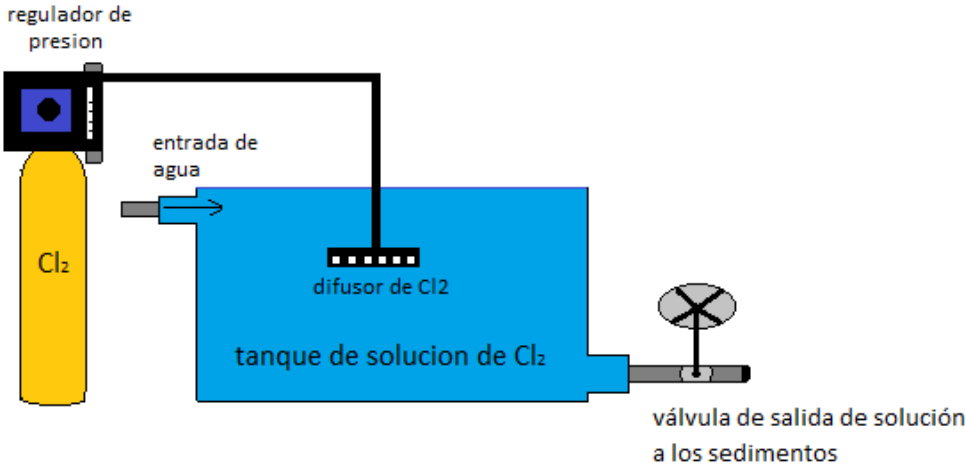 regulador de
presion
entrada de
agua
Cl₂
difusor de Cl2
tanque de solucion de Cl₂
válvula de salida de solución
a los sedimentos